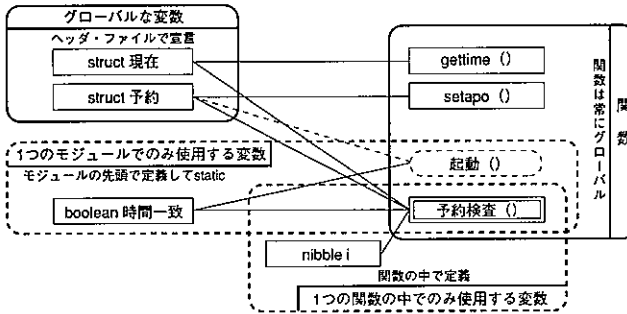 グローバルな変数
ヘッダ・ファイルで宣言
struct 現在
struct 予約
1つのモジュールでのみ使用する変数
モジュールの先頭で定義してstatic
boolean 時間一致
gettime ()
setapo ()
起動 ()
予約検査 ()
関数は常にグローバル
関数
nibble i
関数の中で定義
1つの関数の中でのみ使用する変数